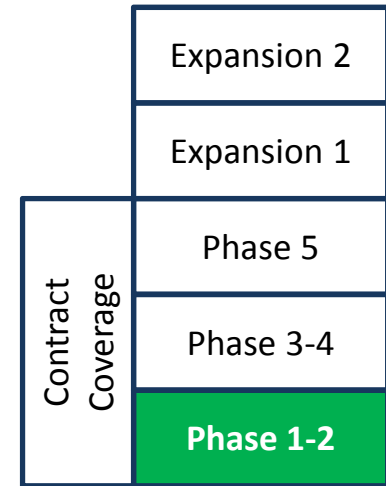 Expansion 2
Expansion 1
Contract
Coverage
Phase 5
Phase 3-4
Phase 1-2